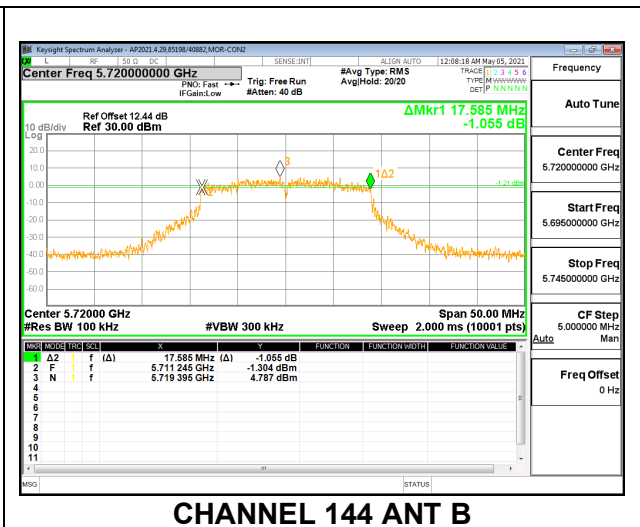 Keysight Spectrum Analyzer - AP2021.4.29,85198/40882,MOR-CON2
L RF 50 Ω DC SENSE:INT ALIGN AUTO 12:08:18 AM May 05, 2021
Center Freq 5.720000000 GHz #Avg Type: RMS TRACE 1 2 3 4 5 6 Frequency
PNO: Fast Trig: Free Run Avg|Hold: 20/20 TYPE M WWWWW
IFGain:Low #Atten: 40 dB DET P N N N N N
Auto Tune
ΔMkr1 17.585 MHz
Ref Offset 12.44 dB
10 dB/div Ref 30.00 dBm -1.055 dB
Log
20.0
10.0
0.00
-10.0
-20.0
-30.0
-40.0
-50.0
-60.0
3
1Δ2
-1.21 dBm
Center Freq
5.720000000 GHz
Start Freq
5.695000000 GHz
Stop Freq
5.745000000 GHz
Center 5.72000 GHz Span 50.00 MHz
#Res BW 100 kHz #VBW 300 kHz Sweep 2.000 ms (10001 pts)
CF Step
5.000000 MHz
Auto Man
Freq Offset
0 Hz
MKR MODE TRC SCL X Y FUNCTION FUNCTION WIDTH FUNCTION VALUE
1 Δ2 1 f (Δ) 17.585 MHz (Δ) -1.055 dB
2 F 1 f 5.711 245 GHz -1.304 dBm
3 N 1 f 5.719 395 GHz 4.787 dBm
4
5
6
7
8
9
10
11
MSG STATUS
CHANNEL 144 ANT B